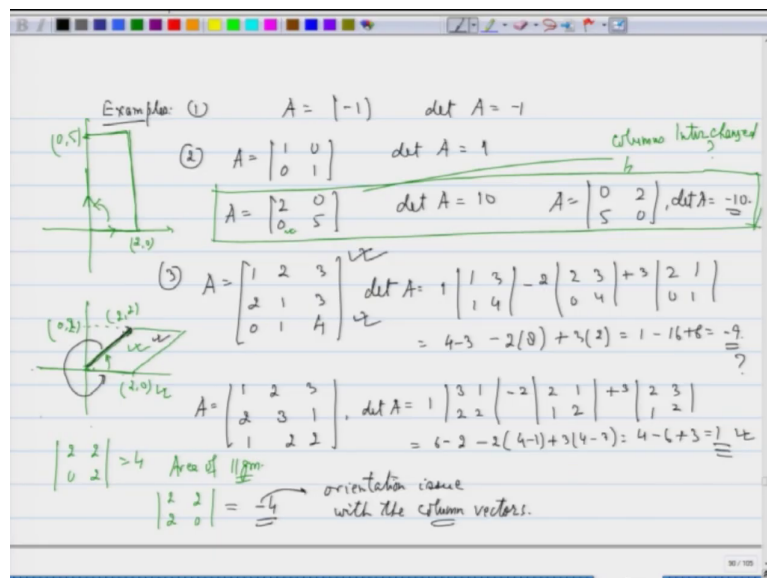 Examples: (1) A = [-1) det A = -1
(0,5)
(2) A = [1 0 0 1] det A = 1
columns Interchanged ?
A = [2 0 0 5] det A = 10 A = [0 2 5 0], det A = -10.
(2,0)
(3) A = [1 2 3 2 1 3 0 1 4] det A = 1 |1 3 1 4| - 2 |2 3 0 4| + 3 |2 1 0 1|
= 4-3 - 2(8) + 3(2) = 1 - 16 + 6 = -9 ?
(0,2) (2,2)
(2,0)
A = [1 2 3 2 3 1 1 2 2], det A = 1 |3 1 2 2| - 2 |2 1 1 2| + 3 |2 3 1 2|
= 6 - 2 - 2(4-1) + 3(4-3) = 4 - 6 + 3 = 1
|2 2 0 2| = 4 Area of ||gm.
|2 2 2 0| = -4 → orientation issue
with the column vectors.
90 / 105